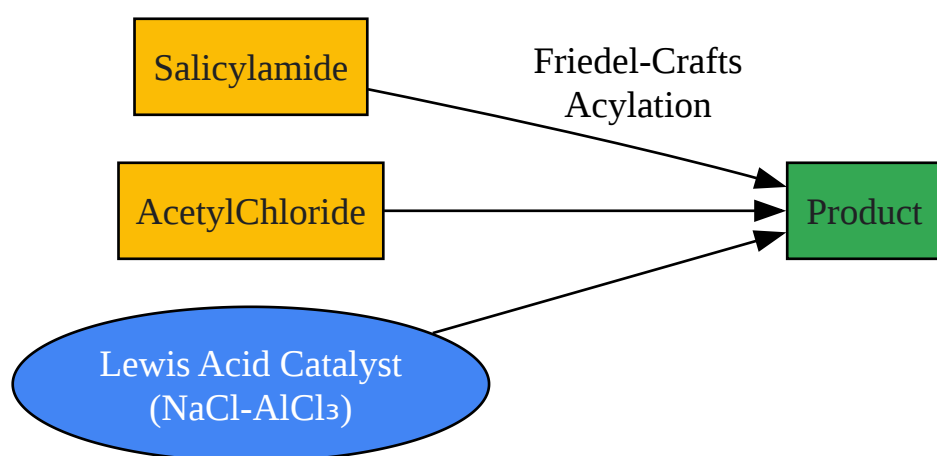 Salicylamide
Friedel-Crafts
Acylation
AcetylChloride
Product
Lewis Acid Catalyst
(NaCl-AlCl₃)